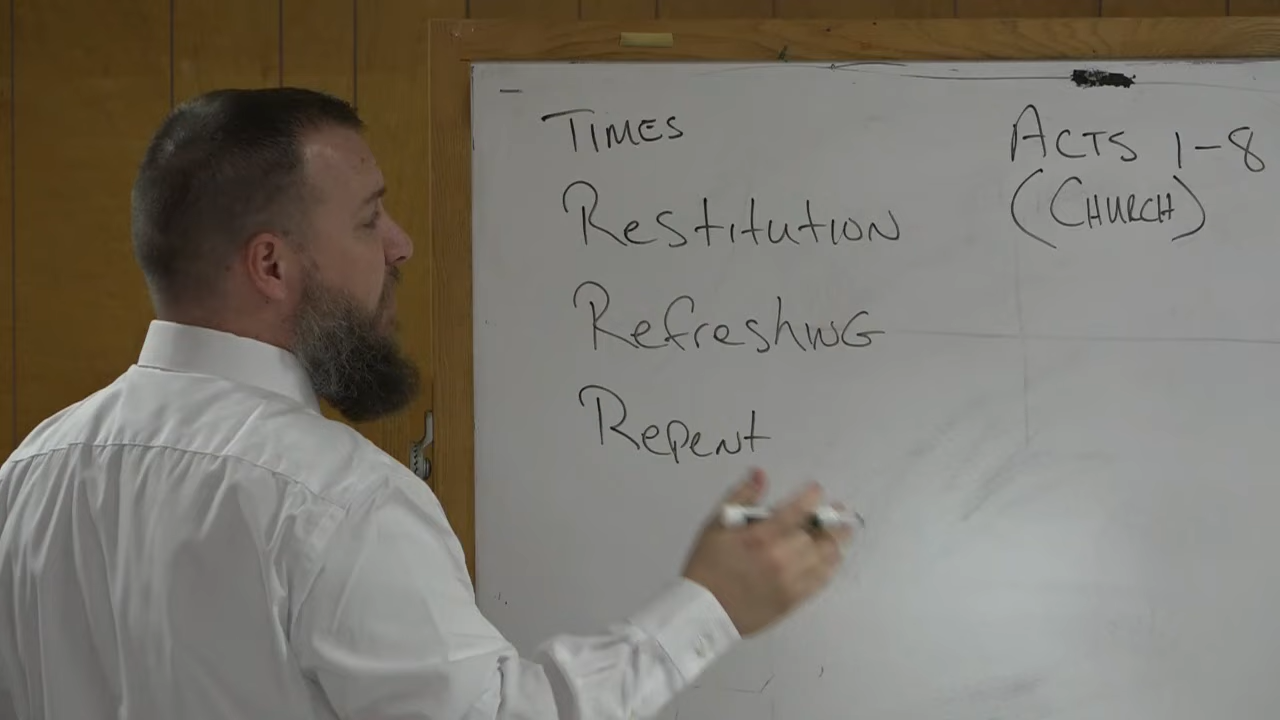 TIMES
Restitution
Refreshing
Repent
ACTS 1-8
(CHURCH)